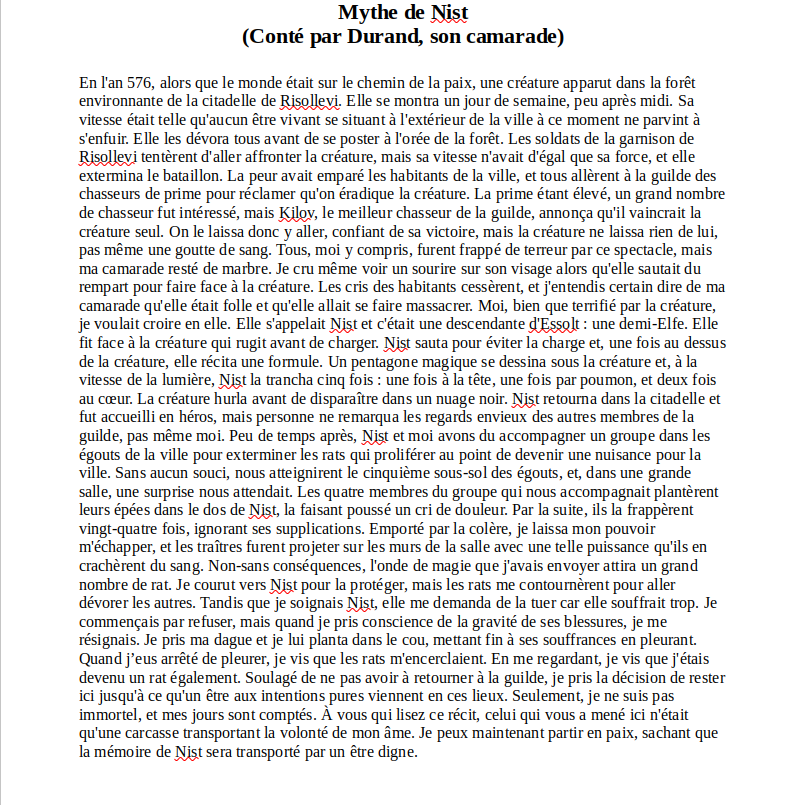 Mythe de Nist
(Conté par Durand, son camarade)
En l'an 576, alors que le monde était sur le chemin de la paix, une créature apparut dans la forêt
environnante de la citadelle de Risollevi. Elle se montra un jour de semaine, peu après midi. Sa
vitesse était telle qu'aucun être vivant se situant à l'extérieur de la ville à ce moment ne parvint à
s'enfuir. Elle les dévora tous avant de se poster à l'orée de la forêt. Les soldats de la garnison de
Risollevi tentèrent d'aller affronter la créature, mais sa vitesse n'avait d'égal que sa force, et elle
extermina le bataillon. La peur avait emparé les habitants de la ville, et tous allèrent à la guilde des
chasseurs de prime pour réclamer qu'on éradique la créature. La prime étant élevé, un grand nombre
de chasseur fut intéressé, mais Kilov, le meilleur chasseur de la guilde, annonça qu'il vaincrait la
créature seul. On le laissa donc y aller, confiant de sa victoire, mais la créature ne laissa rien de lui,
pas même une goutte de sang. Tous, moi y compris, furent frappé de terreur par ce spectacle, mais
ma camarade resté de marbre. Je cru même voir un sourire sur son visage alors qu'elle sautait du
rempart pour faire face à la créature. Les cris des habitants cessèrent, et j'entendis certain dire de ma
camarade qu'elle était folle et qu'elle allait se faire massacrer. Moi, bien que terrifié par la créature,
je voulait croire en elle. Elle s'appelait Nist et c'était une descendante d'Essolt : une demi-Elfe. Elle
fit face à la créature qui rugit avant de charger. Nist sauta pour éviter la charge et, une fois au dessus
de la créature, elle récita une formule. Un pentagone magique se dessina sous la créature et, à la
vitesse de la lumière, Nist la trancha cinq fois : une fois à la tête, une fois par poumon, et deux fois
au cœur. La créature hurla avant de disparaître dans un nuage noir. Nist retourna dans la citadelle et
fut accueilli en héros, mais personne ne remarqua les regards envieux des autres membres de la
guilde, pas même moi. Peu de temps après, Nist et moi avons du accompagner un groupe dans les
égouts de la ville pour exterminer les rats qui proliférer au point de devenir une nuisance pour la
ville. Sans aucun souci, nous atteignirent le cinquième sous-sol des égouts, et, dans une grande
salle, une surprise nous attendait. Les quatre membres du groupe qui nous accompagnait plantèrent
leurs épées dans le dos de Nist, la faisant poussé un cri de douleur. Par la suite, ils la frappèrent
vingt-quatre fois, ignorant ses supplications. Emporté par la colère, je laissa mon pouvoir
m'échapper, et les traîtres furent projeter sur les murs de la salle avec une telle puissance qu'ils en
crachèrent du sang. Non-sans conséquences, l'onde de magie que j'avais envoyer attira un grand
nombre de rat. Je courut vers Nist pour la protéger, mais les rats me contournèrent pour aller
dévorer les autres. Tandis que je soignais Nist, elle me demanda de la tuer car elle souffrait trop. Je
commençais par refuser, mais quand je pris conscience de la gravité de ses blessures, je me
résignais. Je pris ma dague et je lui planta dans le cou, mettant fin à ses souffrances en pleurant.
Quand j’eus arrêté de pleurer, je vis que les rats m'encerclaient. En me regardant, je vis que j'étais
devenu un rat également. Soulagé de ne pas avoir à retourner à la guilde, je pris la décision de rester
ici jusqu'à ce qu'un être aux intentions pures viennent en ces lieux. Seulement, je ne suis pas
immortel, et mes jours sont comptés. À vous qui lisez ce récit, celui qui vous a mené ici n'était
qu'une carcasse transportant la volonté de mon âme. Je peux maintenant partir en paix, sachant que
la mémoire de Nist sera transporté par un être digne.